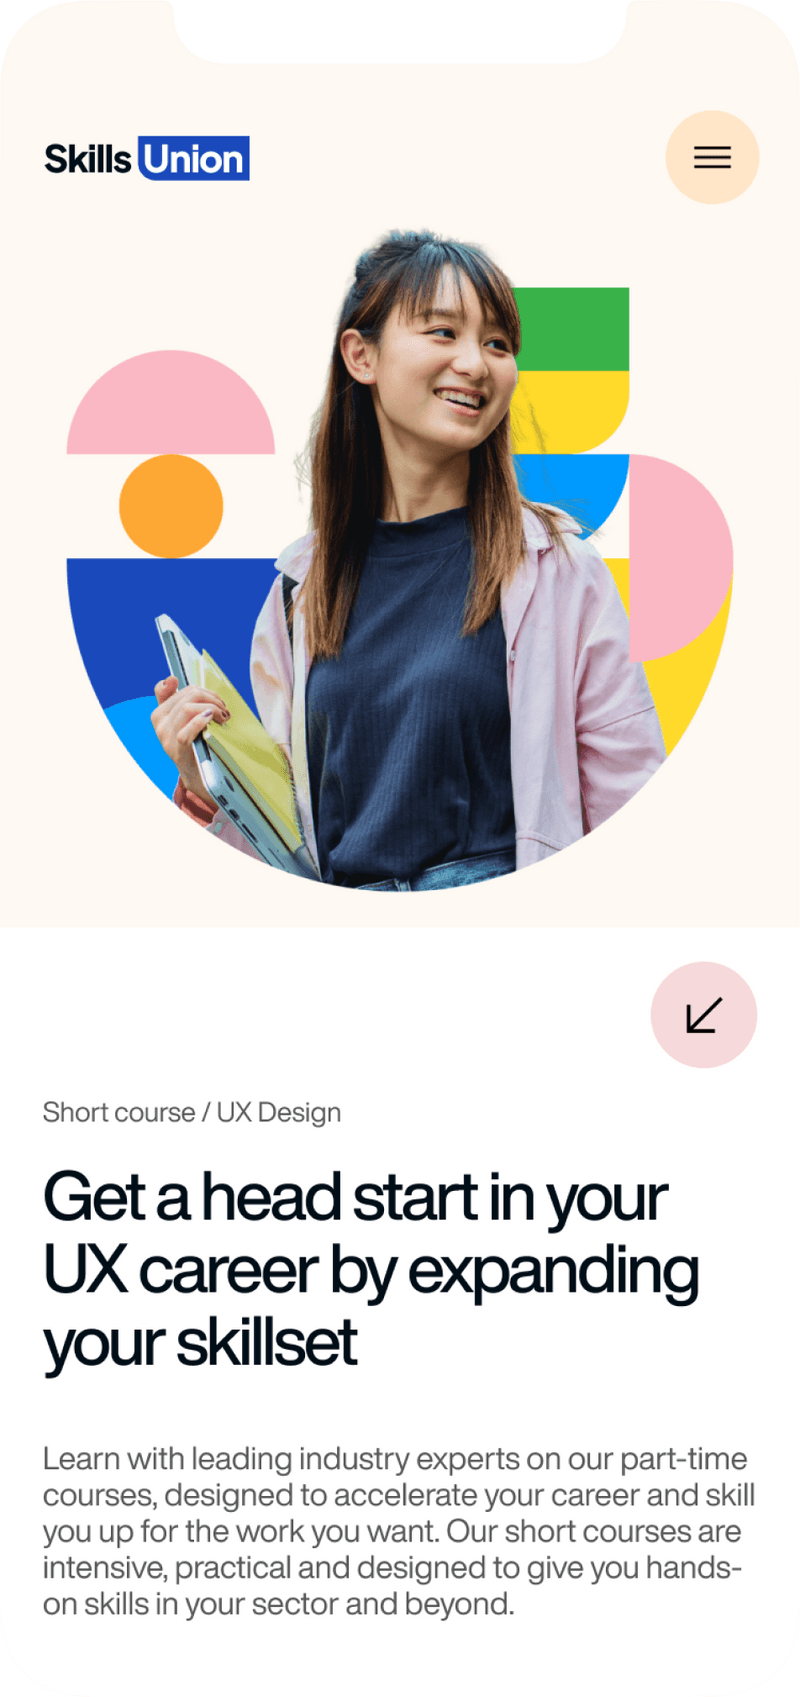 Skills Union
Short course / UX Design
Get a head start in your
UX career by expanding
your skillset
Learn with leading industry experts on our part-time
courses, designed to accelerate your career and skill
you up for the work you want. Our short courses are
intensive, practical and designed to give you hands-
on skills in your sector and beyond.